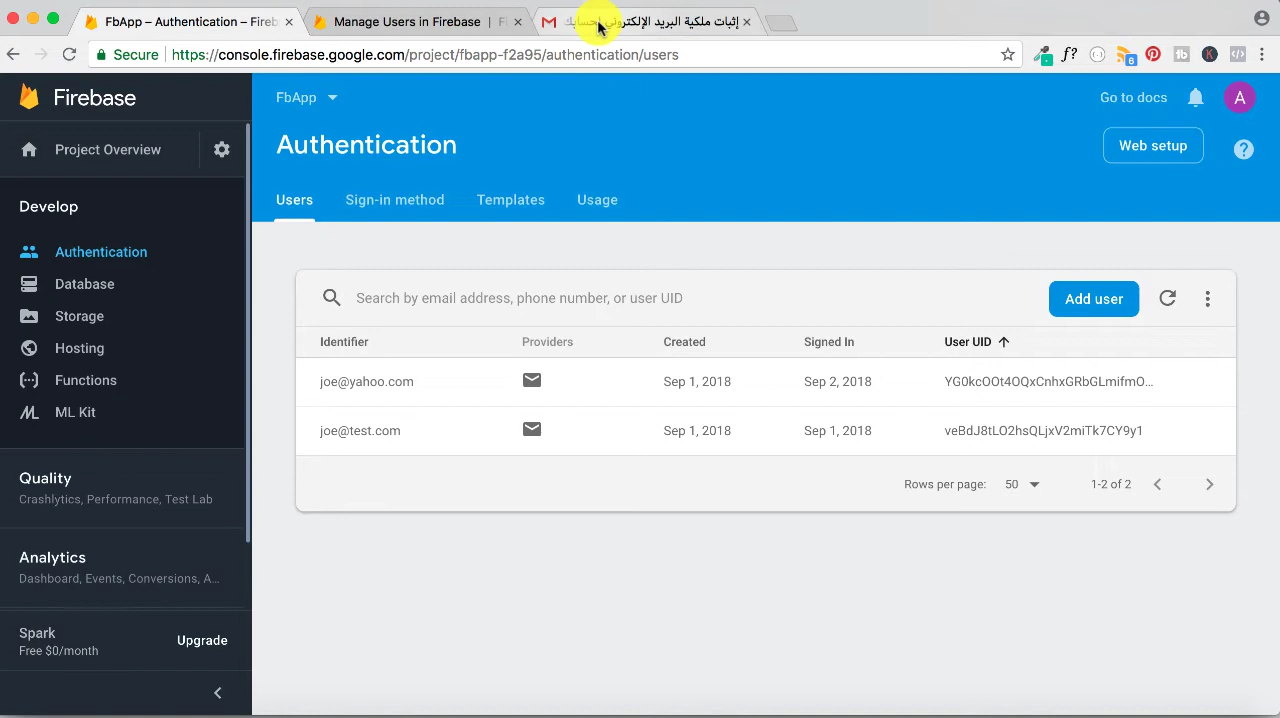 FbApp – Authentication – Fireb
Manage Users in Firebase | Fi
إثبات ملكية البريد الإلكتروني لحسابك
Secure
https://console.firebase.google.com/project/fbapp-f2a95/authentication/users
f?
6
Firebase
FbApp
Go to docs
A
Project Overview
Authentication
Web setup
Users
Sign-in method
Templates
Usage
Develop
Authentication
Database
Storage
Hosting
Functions
ML Kit
Search by email address, phone number, or user UID
Add user
Identifier
Providers
Created
Signed In
User UID
joe@yahoo.com
Sep 1, 2018
Sep 2, 2018
YG0kcOOt4OQxCnhxGRbGLmifmO...
joe@test.com
Sep 1, 2018
Sep 1, 2018
veBdJ8tLO2hsQLjxV2miTk7CY9y1
Rows per page:
50
1-2 of 2
Quality
Crashlytics, Performance, Test Lab
Analytics
Dashboard, Events, Conversions, A...
Spark
Free $0/month
Upgrade